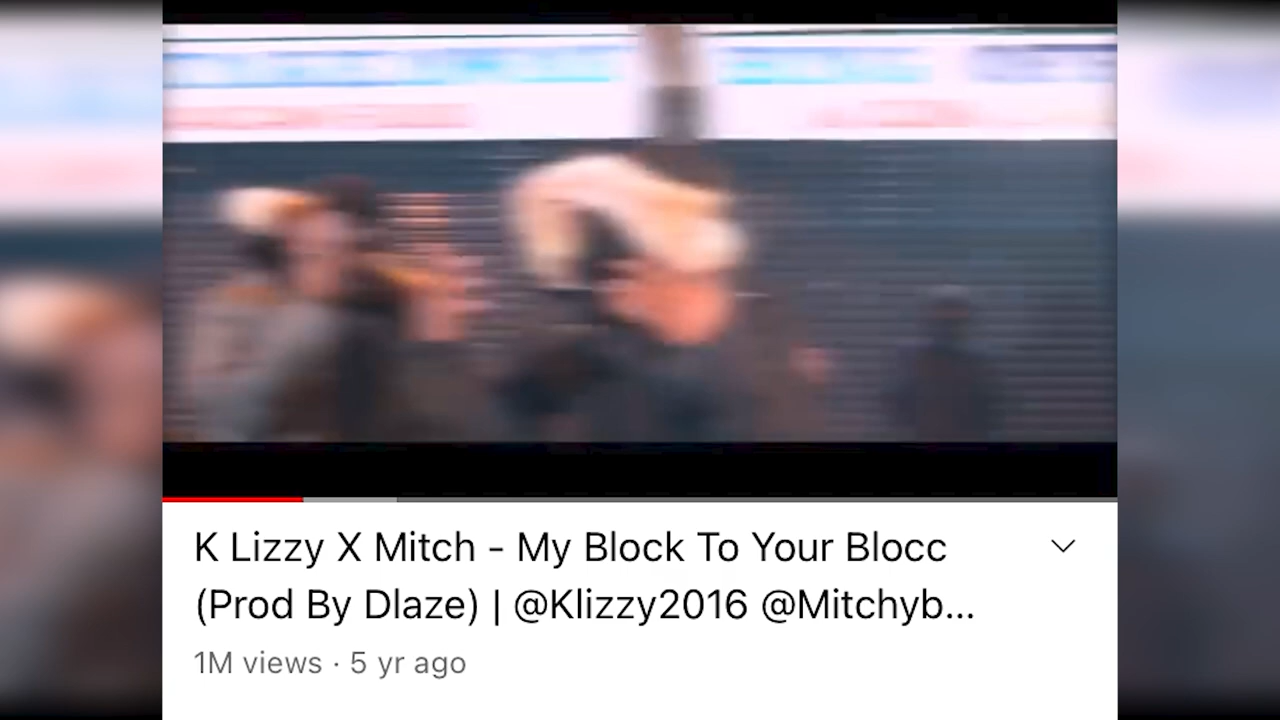 K Lizzy X Mitch - My Block To Your Blocc
(Prod By Dlaze) | @Klizzy2016 @Mitchyb...
1M views · 5 yr ago